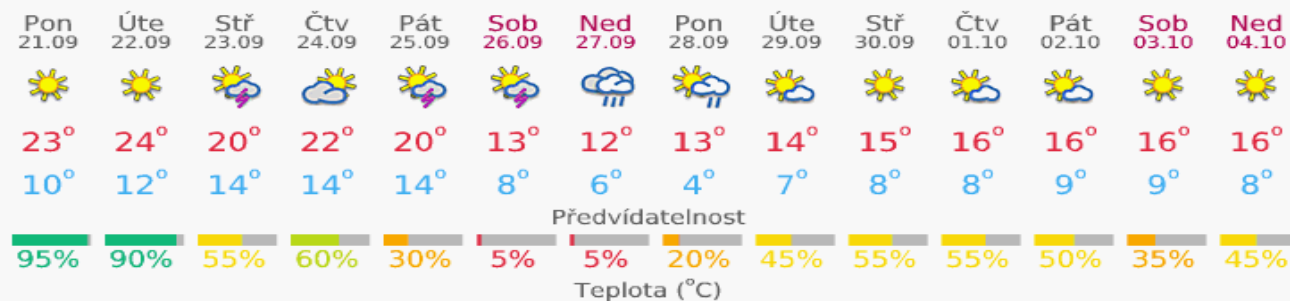 Pon Úte Stř Čtv Pát Sob Ned Pon Úte Stř Čtv Pát Sob Ned
21.09 22.09 23.09 24.09 25.09 26.09 27.09 28.09 29.09 30.09 01.10 02.10 03.10 04.10
23° 24° 20° 22° 20° 13° 12° 13° 14° 15° 16° 16° 16° 16°
10° 12° 14° 14° 14° 8° 6° 4° 7° 8° 8° 9° 9° 8°
Předvídatelnost
95% 90% 55% 60% 30% 5% 5% 20% 45% 55% 55% 50% 35% 45%
Teplota (°C)